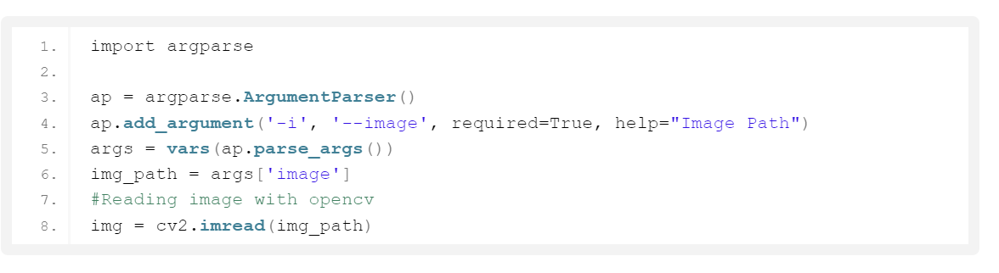 1. import argparse
2.
3. ap = argparse.ArgumentParser()
4. ap.add_argument('-i', '--image', required=True, help="Image Path")
5. args = vars(ap.parse_args())
6. img_path = args['image']
7. #Reading image with opencv
8. img = cv2.imread(img_path)